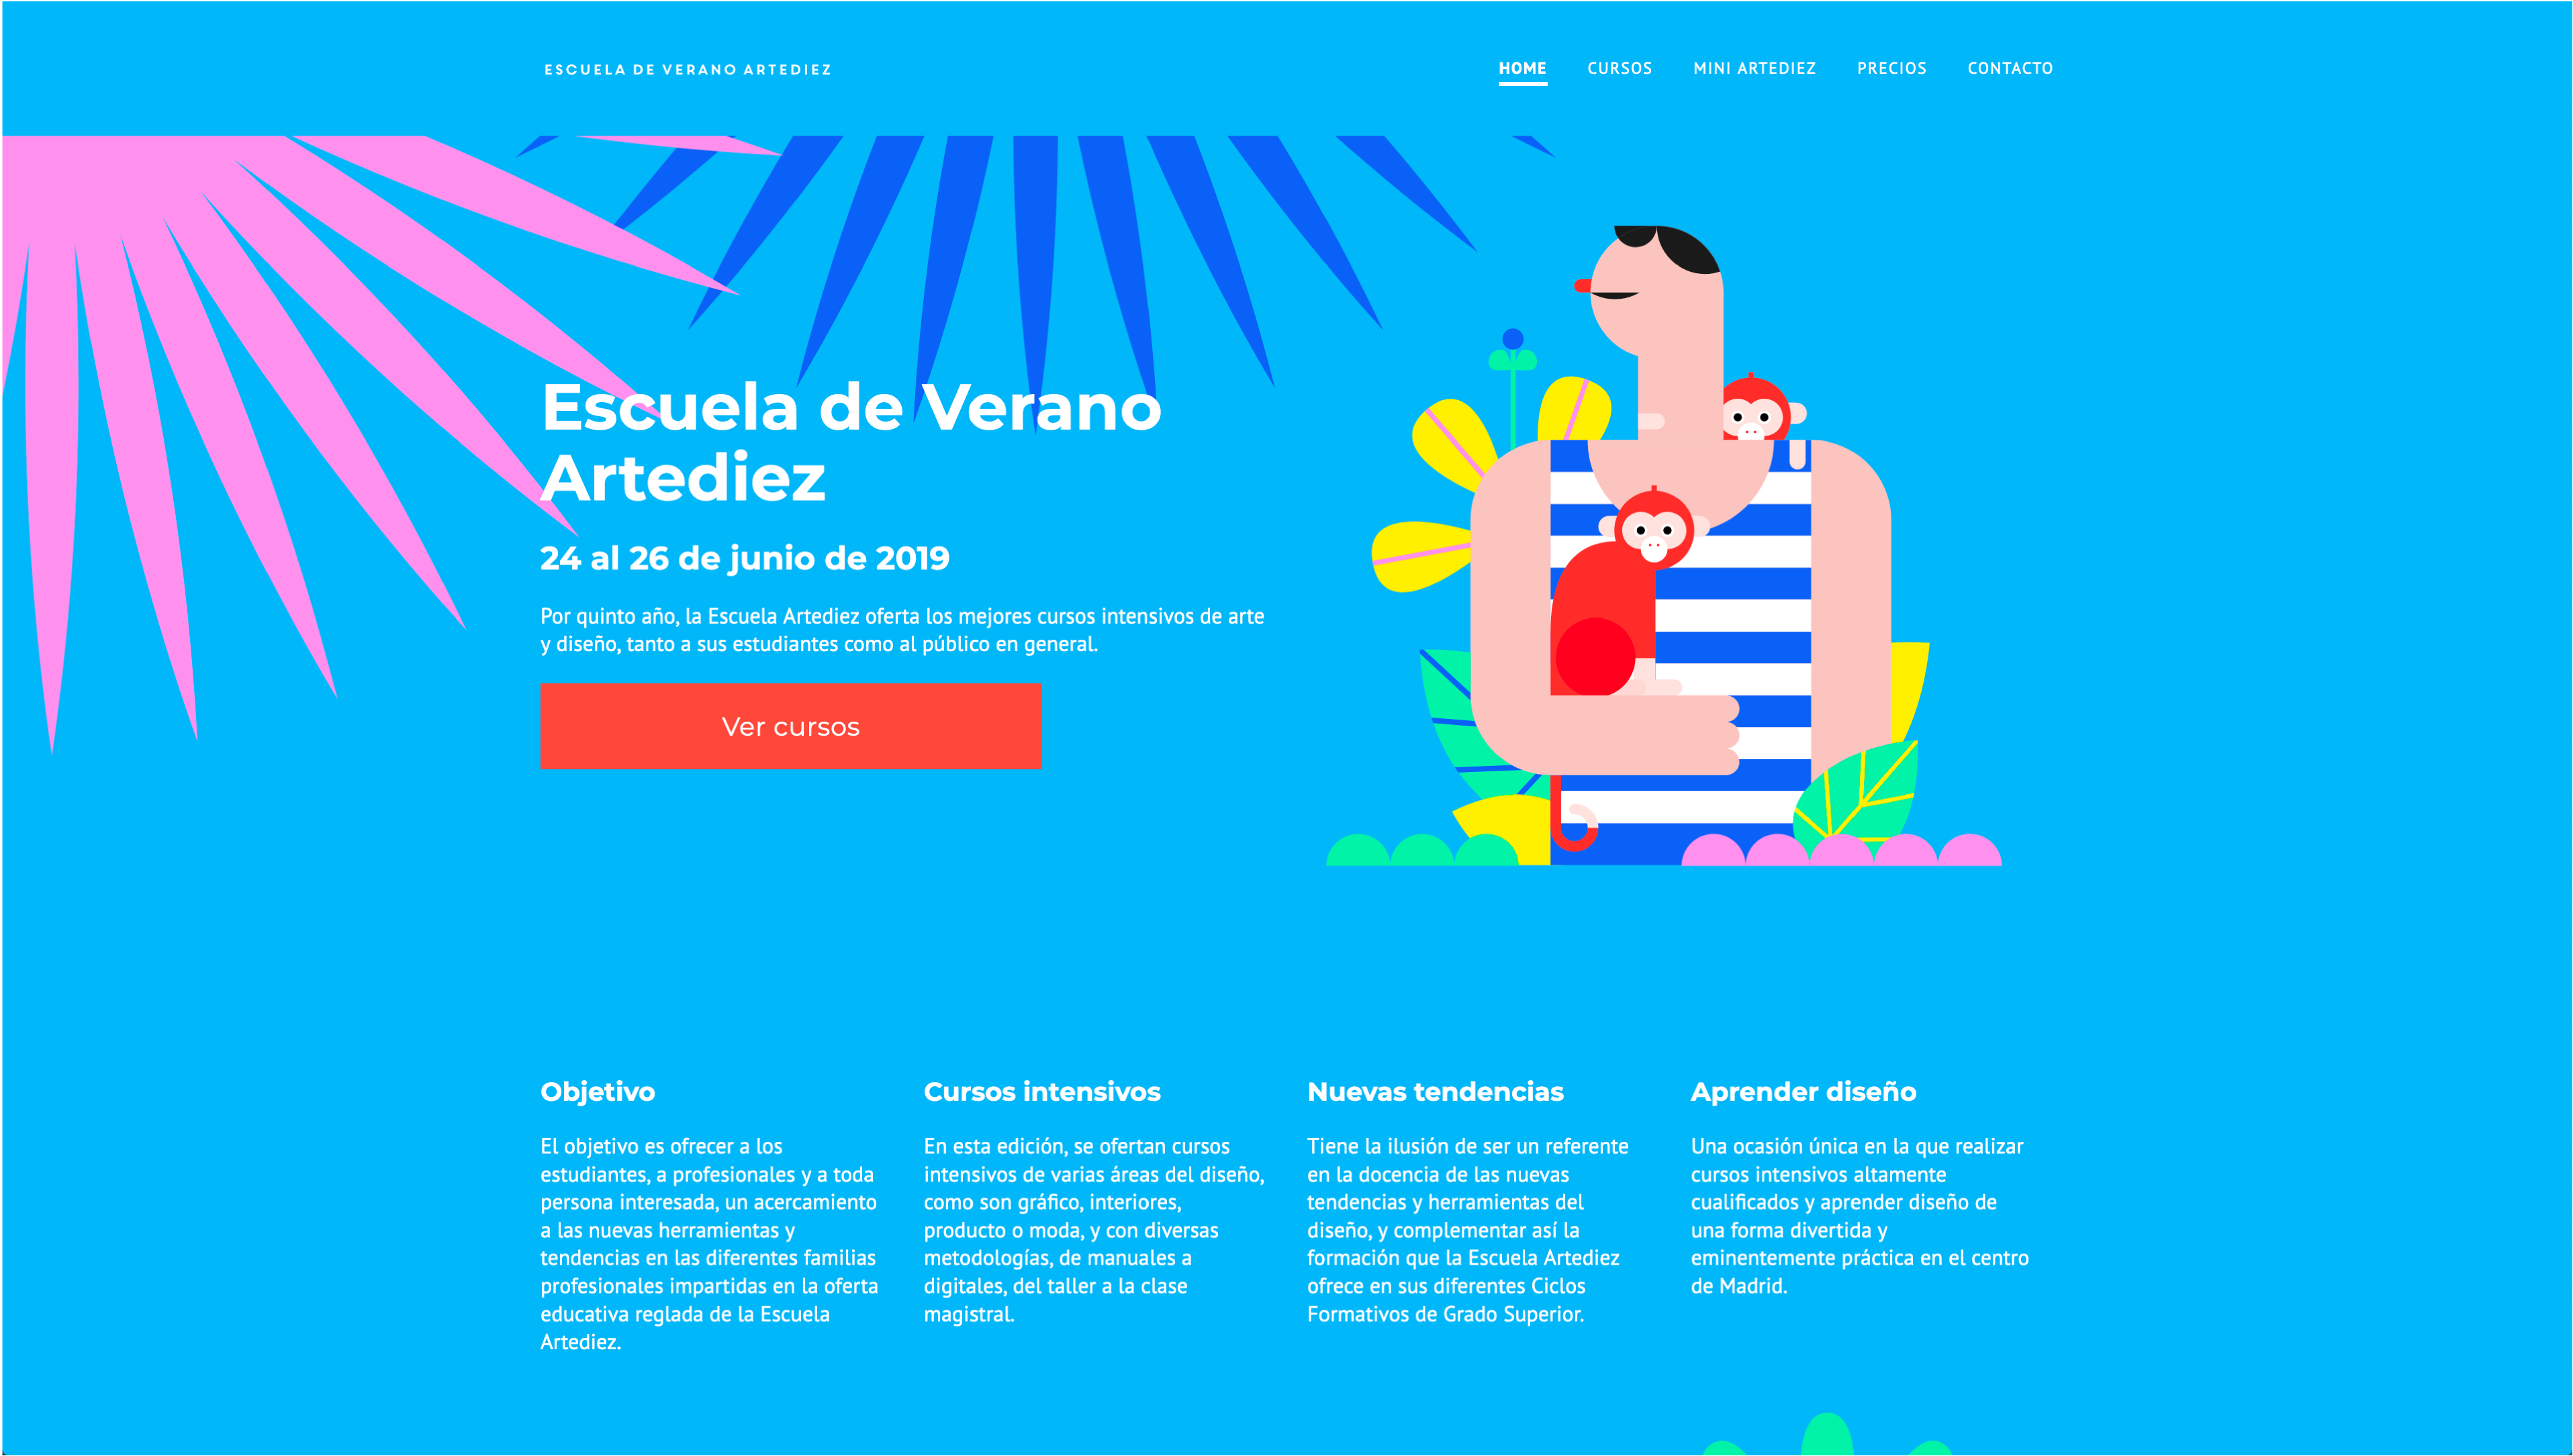 ESCUELA DE VERANO ARTEDIEZ
HOME CURSOS MINI ARTEDIEZ PRECIOS CONTACTO
Escuela de Verano
Artediez
24 al 26 de junio de 2019
Por quinto año, la Escuela Artediez oferta los mejores cursos intensivos de arte
y diseño, tanto a sus estudiantes como al público en general.
Ver cursos
Objetivo
El objetivo es ofrecer a los
estudiantes, a profesionales y a toda
persona interesada, un acercamiento
a las nuevas herramientas y
tendencias en las diferentes familias
profesionales impartidas en la oferta
educativa reglada de la Escuela
Artediez.
Cursos intensivos
En esta edición, se ofertan cursos
intensivos de varias áreas del diseño,
como son gráfico, interiores,
producto o moda, y con diversas
metodologías, de manuales a
digitales, del taller a la clase
magistral.
Nuevas tendencias
Tiene la ilusión de ser un referente
en la docencia de las nuevas
tendencias y herramientas del
diseño, y complementar así la
formación que la Escuela Artediez
ofrece en sus diferentes Ciclos
Formativos de Grado Superior.
Aprender diseño
Una ocasión única en la que realizar
cursos intensivos altamente
cualificados y aprender diseño de
una forma divertida y
eminentemente práctica en el centro
de Madrid.